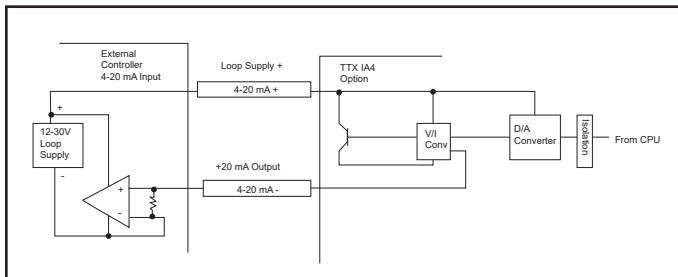 External
Controller
4-20 mA Input
Loop Supply +
4-20 mA +
TTX IA4
Option
+
12-30V
Loop
Supply
-
V/I
Conv
D/A
Converter
Isolation
From CPU
+20 mA Output
4-20 mA -
+
-